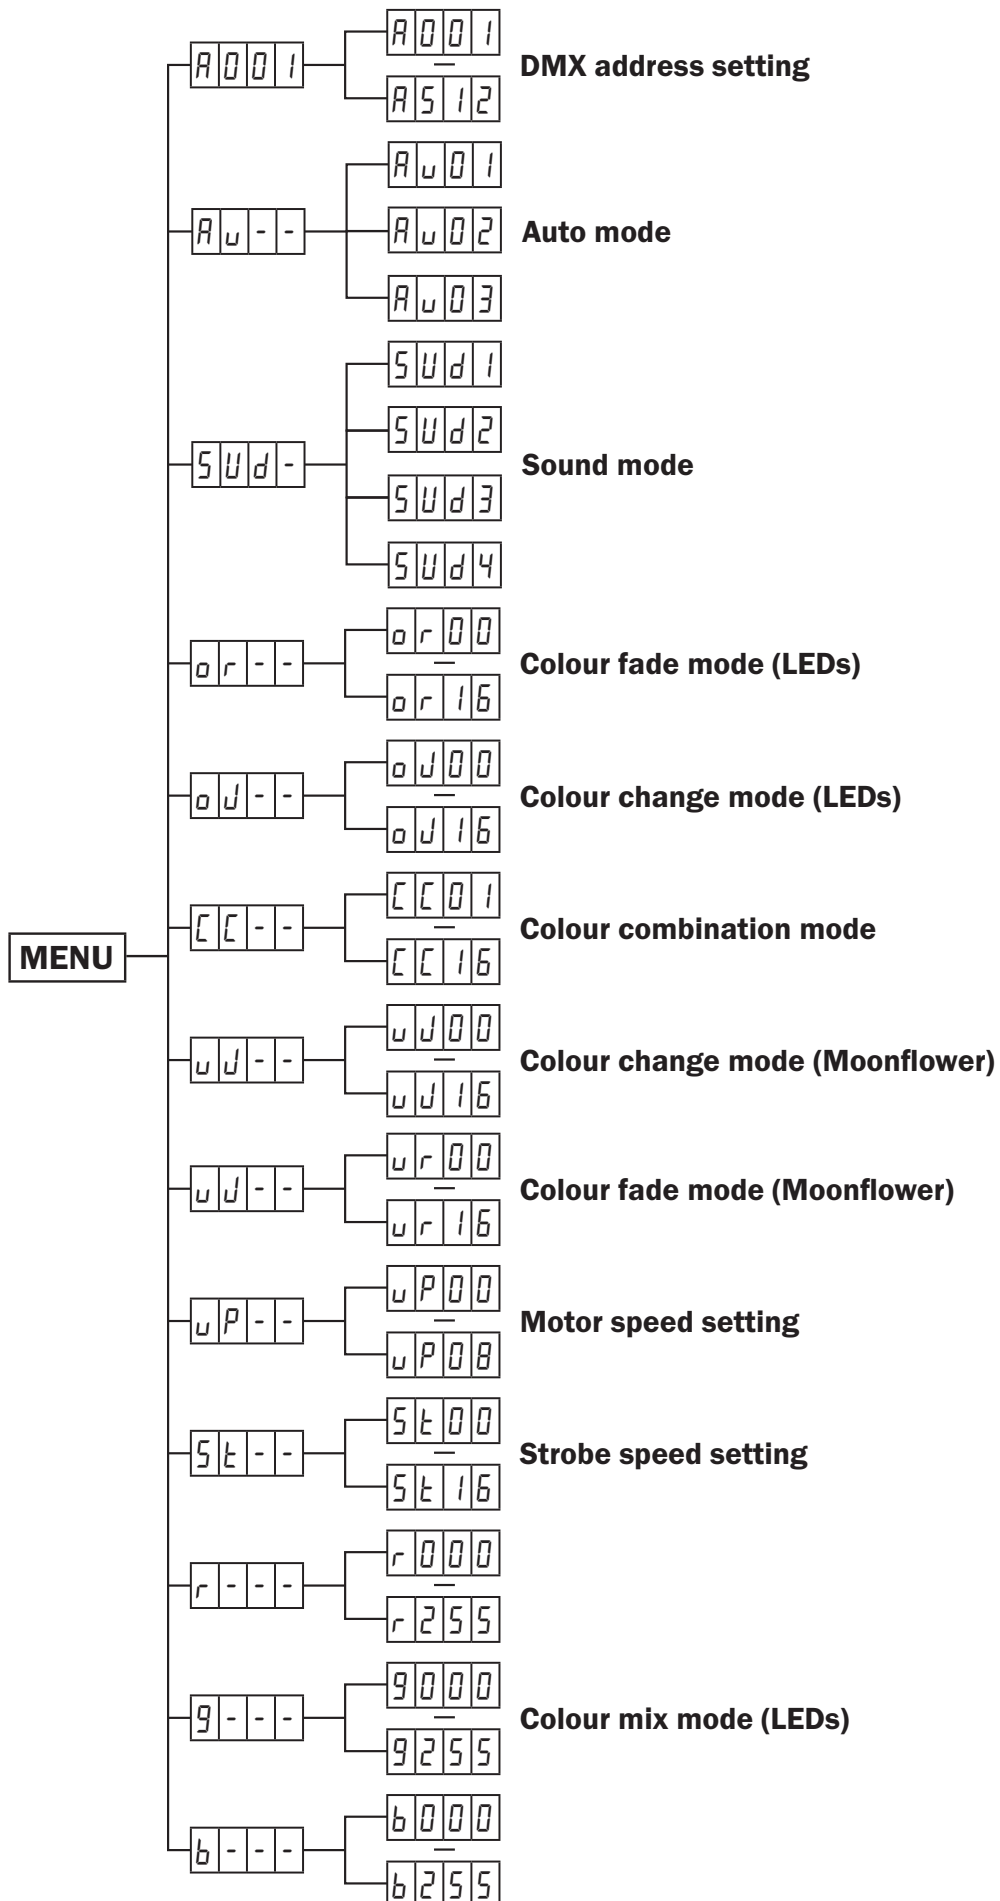 A001
A001
—
A512
DMX address setting
Au--
Au01
Au02
Au03
Auto mode
SUd-
SUd1
SUd2
SUd3
SUd4
Sound mode
or--
or00
—
or16
Colour fade mode (LEDs)
oJ--
oJ00
—
oJ16
Colour change mode (LEDs)
CC--
CC01
—
CC16
Colour combination mode
MENU
uJ--
uJ00
—
uJ16
Colour change mode (Moonflower)
uJ--
ur00
—
ur16
Colour fade mode (Moonflower)
uP--
uP00
—
uP08
Motor speed setting
St--
St00
—
St16
Strobe speed setting
r---
r000
—
r255
g---
g000
—
g255
Colour mix mode (LEDs)
b---
b000
—
b255